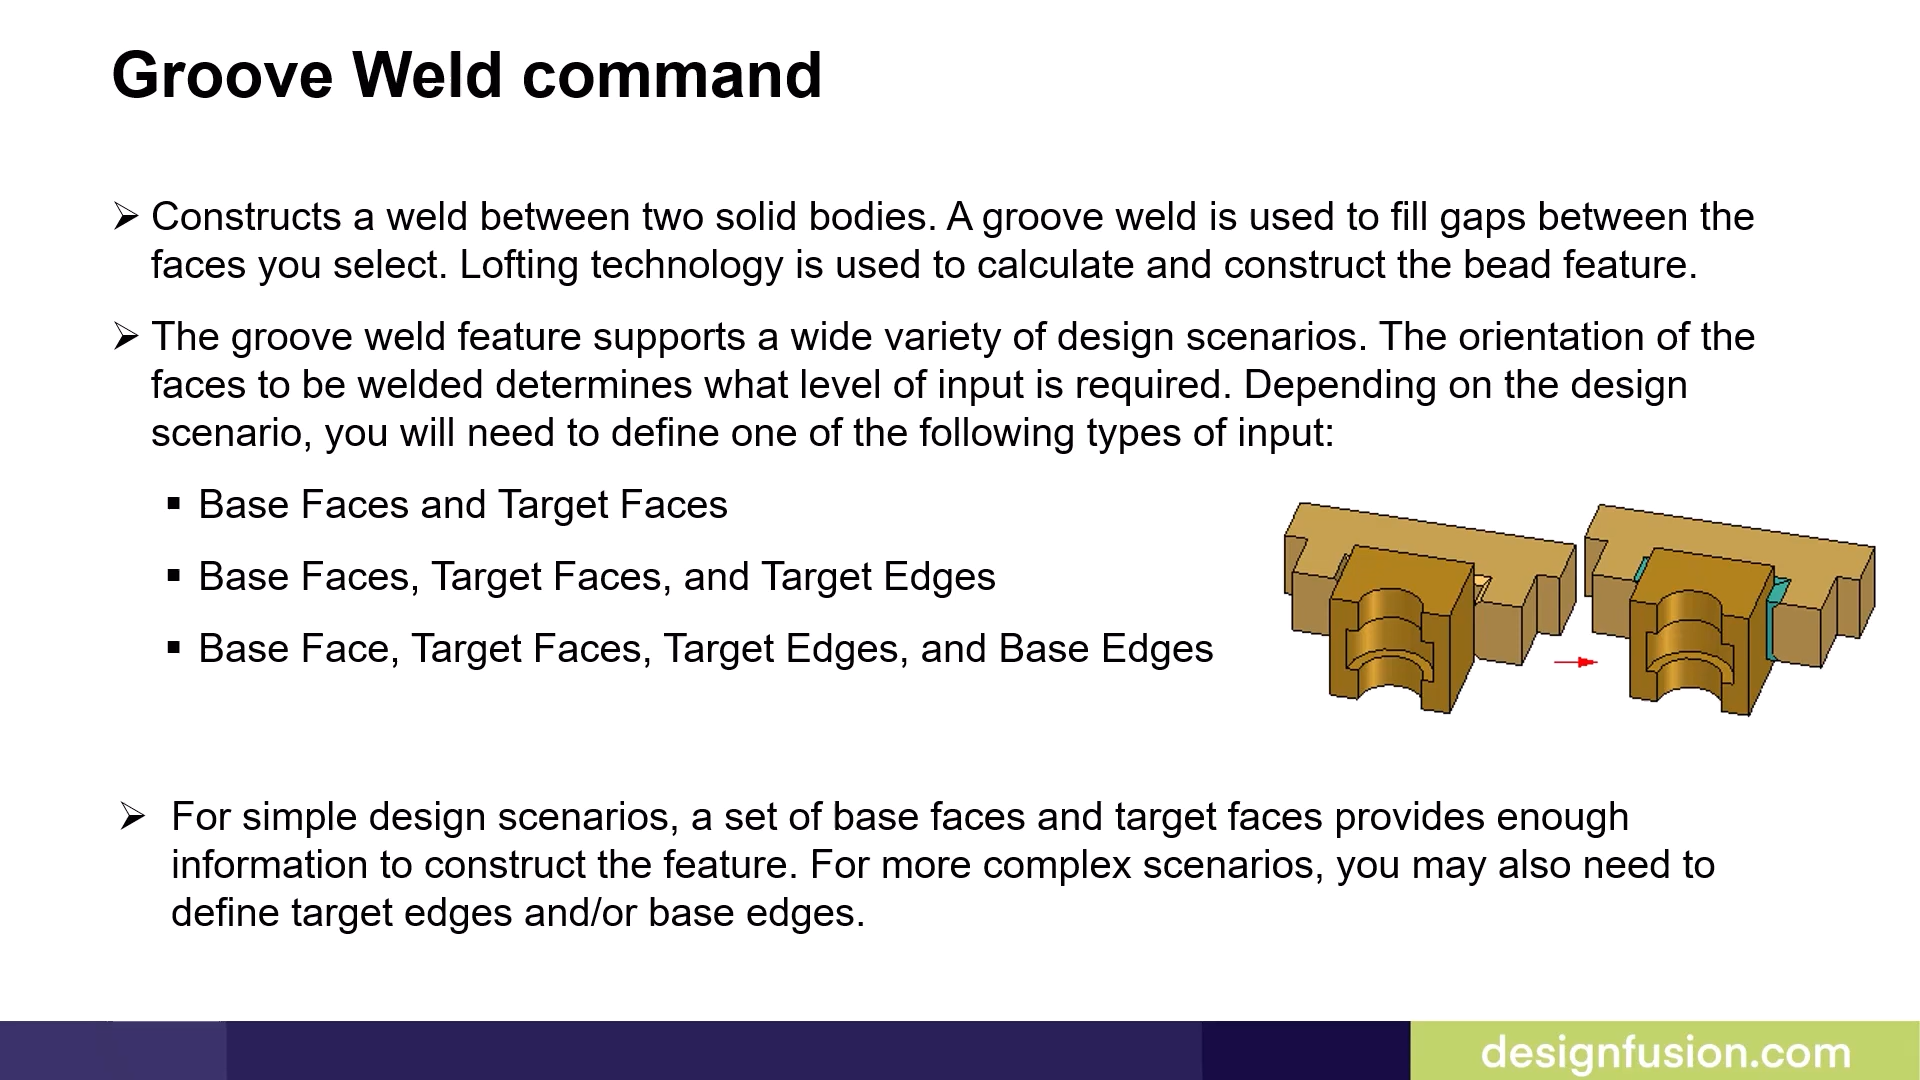 Groove Weld command
Constructs a weld between two solid bodies. A groove weld is used to fill gaps between the
faces you select. Lofting technology is used to calculate and construct the bead feature.
The groove weld feature supports a wide variety of design scenarios. The orientation of the
faces to be welded determines what level of input is required. Depending on the design
scenario, you will need to define one of the following types of input:
Base Faces and Target Faces
Base Faces, Target Faces, and Target Edges
Base Face, Target Faces, Target Edges, and Base Edges
For simple design scenarios, a set of base faces and target faces provides enough
information to construct the feature. For more complex scenarios, you may also need to
define target edges and/or base edges.
designfusion.com